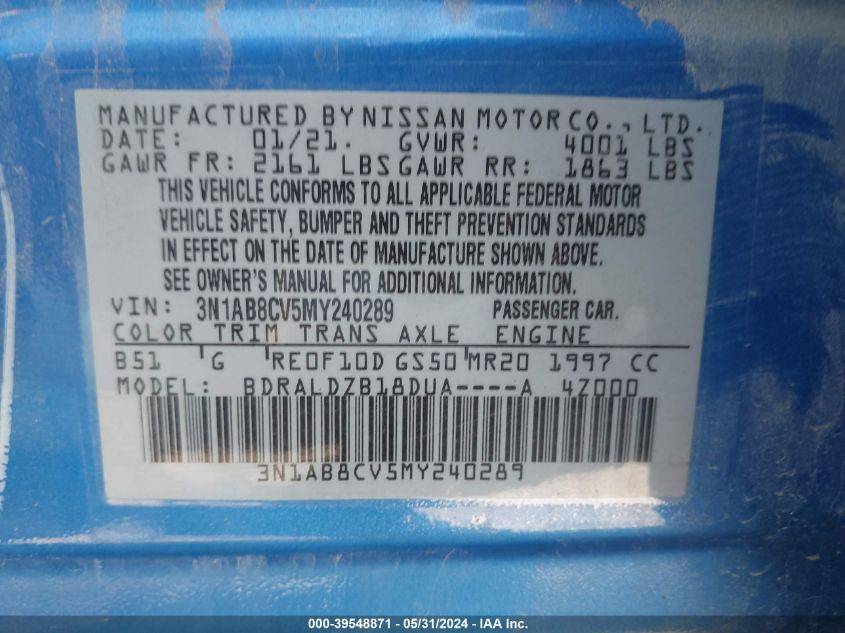 MANUFACTURED BY NISSAN MOTOR CO., LTD.
DATE: 01/21. GVWR: 4001 LBS
GAWR FR: 2161 LBS GAWR RR: 1863 LBS
THIS VEHICLE CONFORMS TO ALL APPLICABLE FEDERAL MOTOR
VEHICLE SAFETY, BUMPER AND THEFT PREVENTION STANDARDS
IN EFFECT ON THE DATE OF MANUFACTURE SHOWN ABOVE.
SEE OWNER'S MANUAL FOR ADDITIONAL INFORMATION.
VIN: 3N1AB8CV5MY240289 PASSENGER CAR.
COLOR TRIM TRANS AXLE ENGINE
B51 G RE0F10D GS50 MR20 1997 CC
MODEL: BDRALDZB18DUA----A 4Z000
3N1AB8CV5MY240289
000-39548871 - 05/31/2024 - IAA Inc.